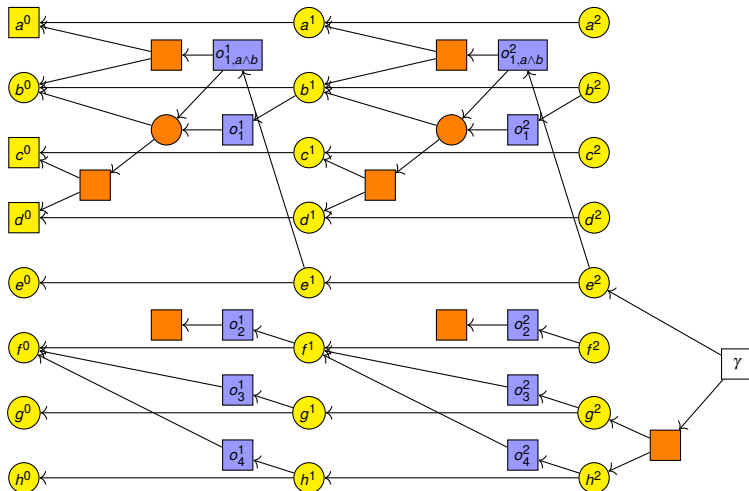 a⁰ a¹ a²
o¹₁,a∧b o²₁,a∧b
b⁰ b¹ b²
o¹₁ o²₁
c⁰ c¹ c²
d⁰ d¹ d²
e⁰ e¹ e²
o¹₂ o²₂
f⁰ f¹ f²
γ
o¹₃ o²₃
g⁰ g¹ g²
o¹₄ o²₄
h⁰ h¹ h²